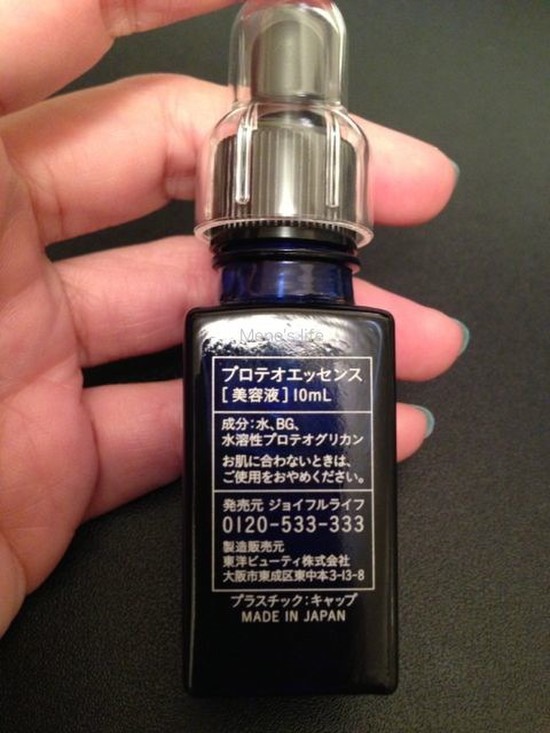 Mene's life
プロテオエッセンス
[美容液]10mL
成分:水、BG、
水溶性プロテオグリカン
お肌に合わないときは、
ご使用をおやめください。
発売元 ジョイフルライフ
0120-533-333
製造販売元
東洋ビューティ株式会社
大阪市東成区東中本3-13-8
プラスチック:キャップ
MADE IN JAPAN